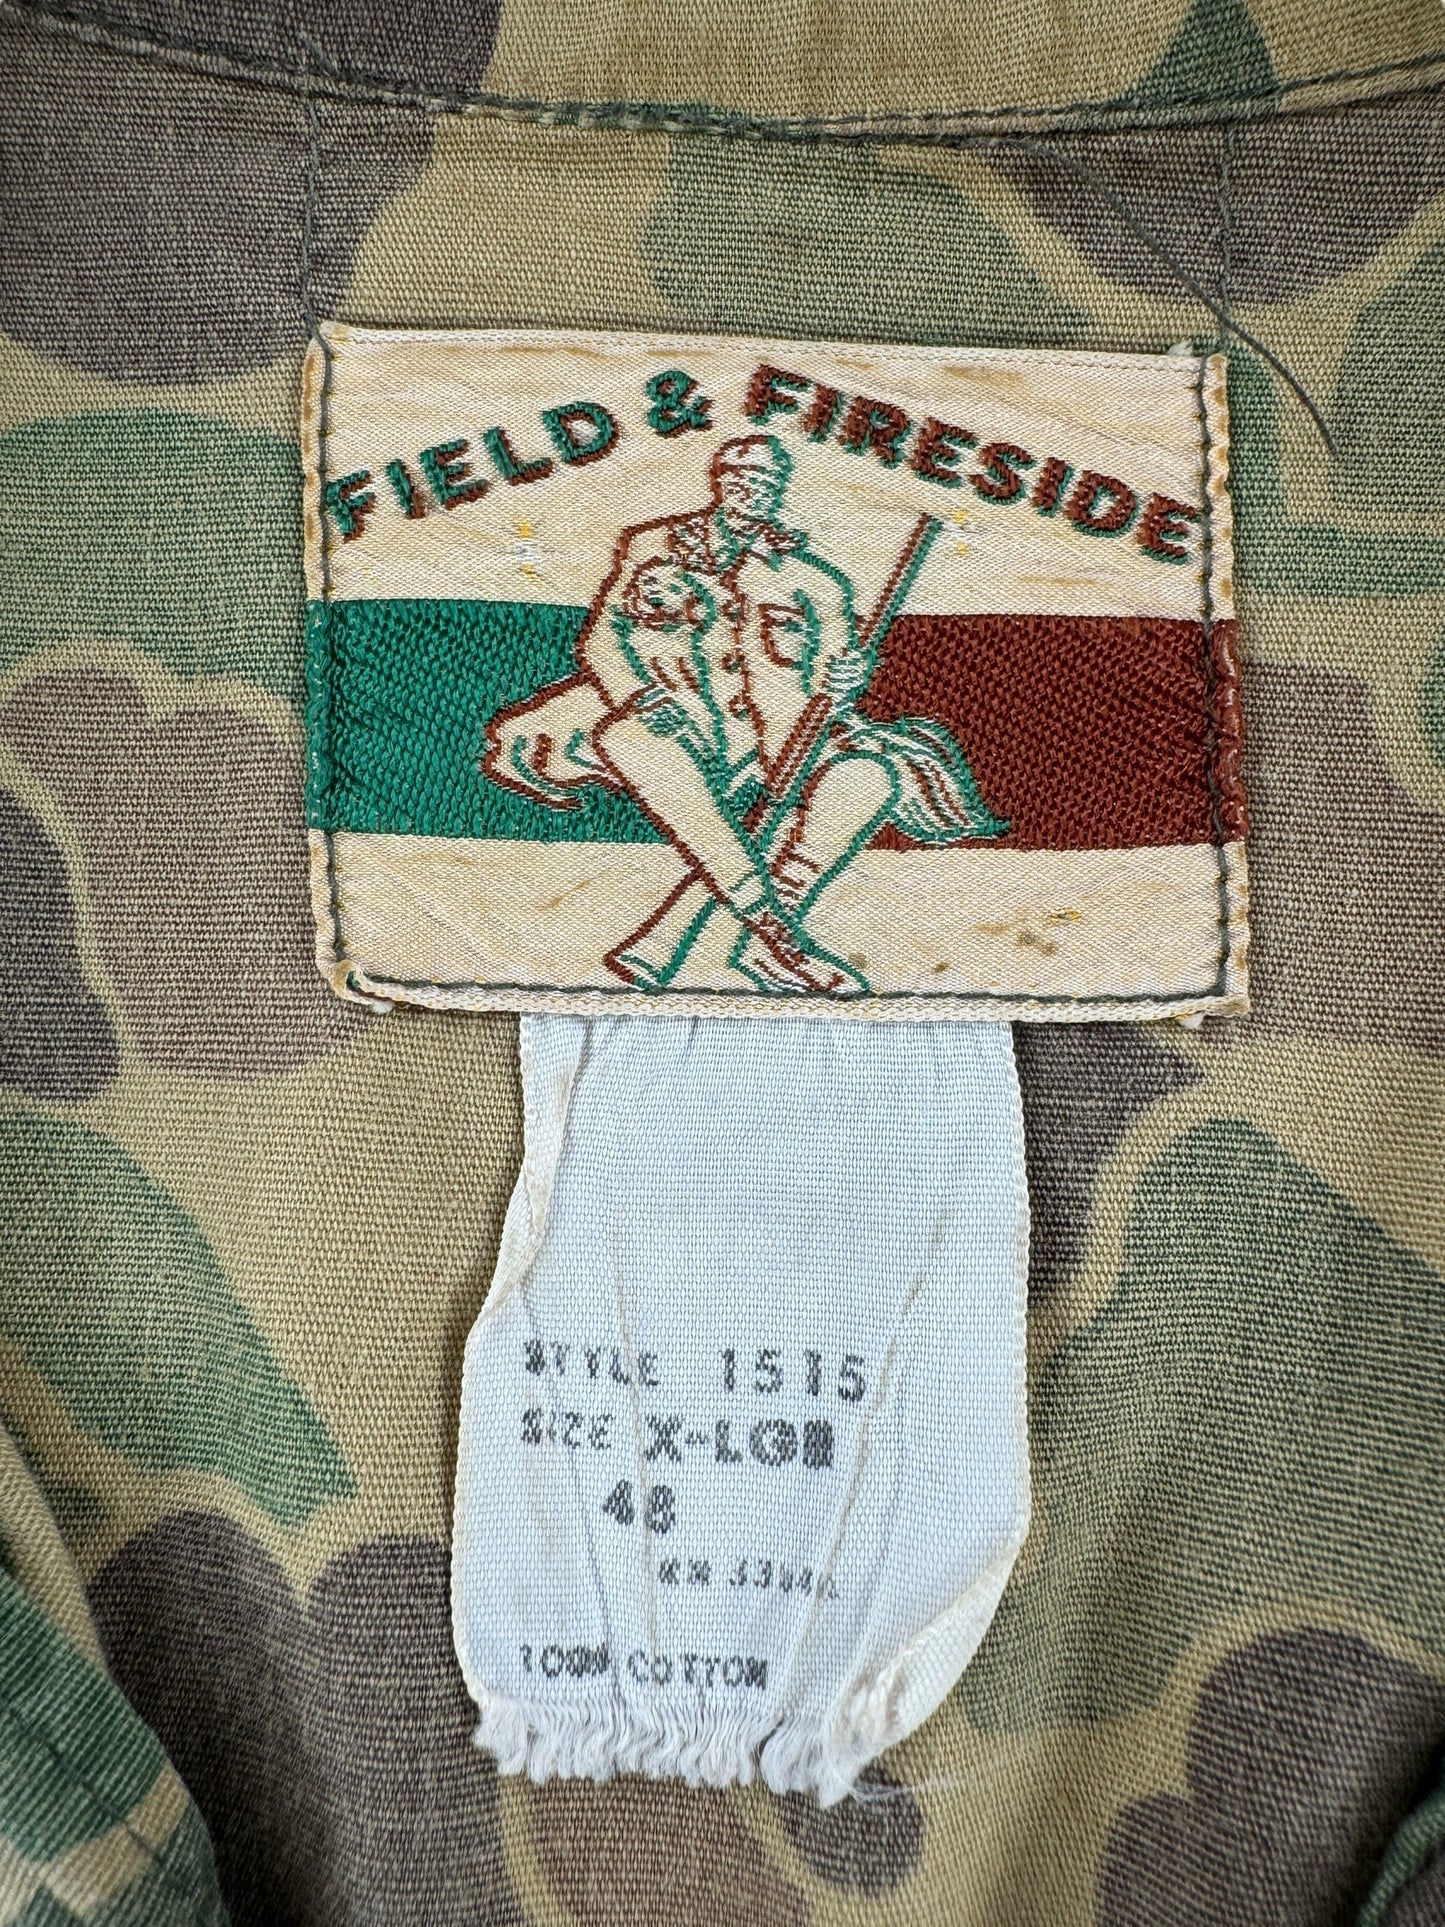 FIELD & FIRESIDE
STYLE 1515
SIZE X-LGE
48
100% COTTON